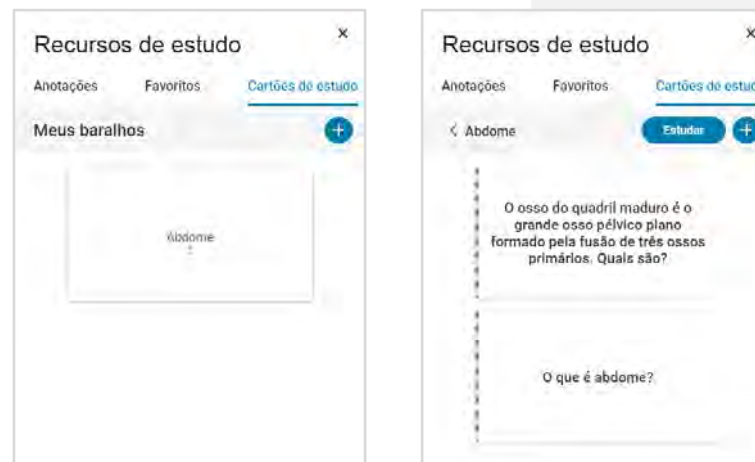 Recursos de estudo
×
Anotações Favoritos Cartões de estudo
Meus baralhos
+
Abdome
Recursos de estudo
×
Anotações Favoritos Cartões de estud
< Abdome
Estudar
+
O osso do quadril maduro é o
grande osso pélvico plano
formado pela fusão de três ossos
primários. Quais são?
O que é abdome?